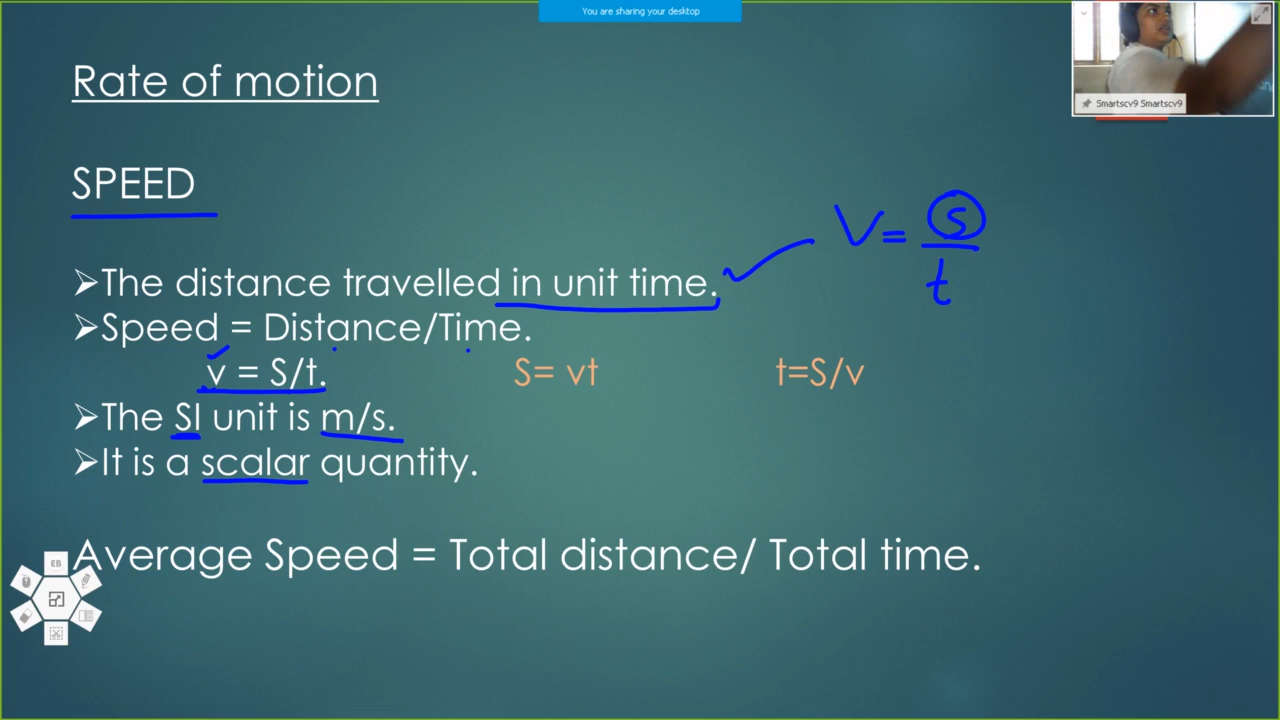 You are sharing your desktop
Smartscv9 Smartscv9
Rate of motion
SPEED
V = s
t
➢The distance travelled in unit time.
➢Speed = Distance/Time.
v = S/t. S= vt t=S/v
➢The SI unit is m/s.
➢It is a scalar quantity.
Average Speed = Total distance/ Total time.
EB